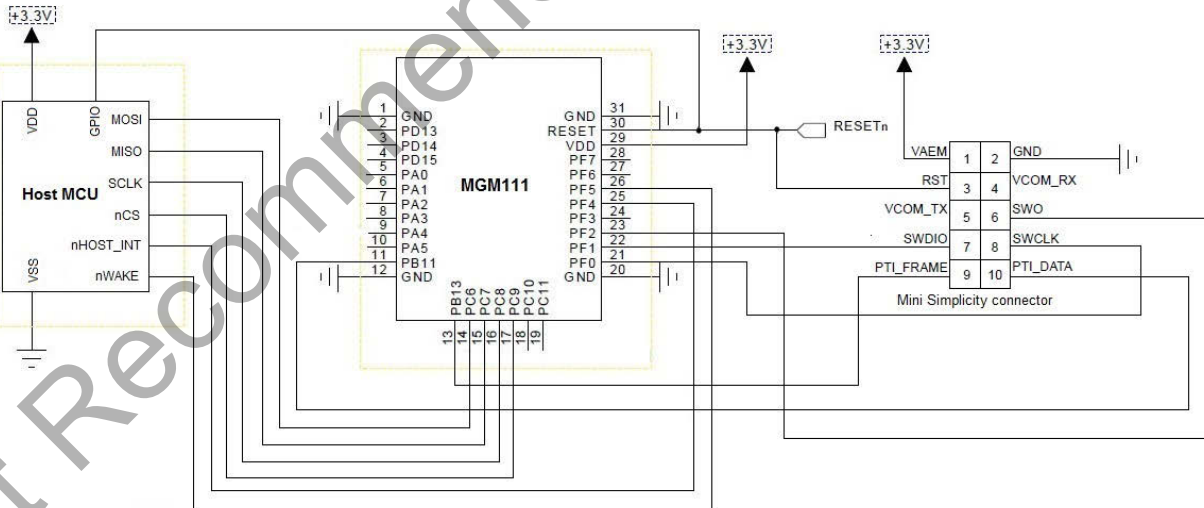 +3.3V
+3.3V
+3.3V
Host MCU
VDD
GPIO
MOSI
MISO
SCLK
nCS
nHOST_INT
nWAKE
VSS
MGM111
1 GND
2 PD13
3 PD14
4 PD15
5 PA0
6 PA1
7 PA2
8 PA3
9 PA4
10 PA5
11 PB11
12 GND
13 PB13
14 PC6
15 PC7
16 PC8
17 PC9
18 PC10
19 PC11
GND 31
RESET 30
VDD 29
PF7 28
PF6 27
PF5 26
PF4 25
PF3 24
PF2 23
PF1 22
PF0 21
GND 20
RESETn
VAEM 1 2 GND
RST 3 4 VCOM_RX
VCOM_TX 5 6 SWO
SWDIO 7 8 SWCLK
PTI_FRAME 9 10 PTI_DATA
Mini Simplicity connector